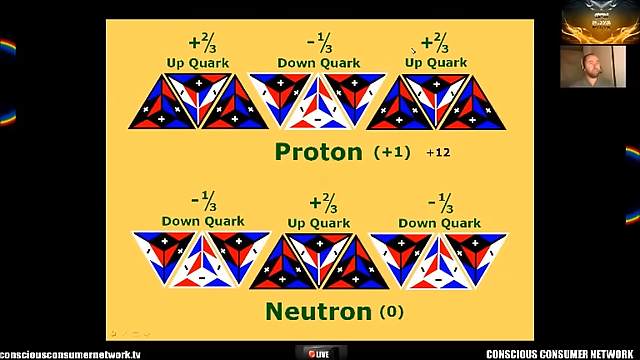 +⅔ -⅓ +⅔
Up Quark Down Quark Up Quark
Proton (+1) +12
-⅓ +⅔ -⅓
Down Quark Up Quark Down Quark
Neutron (0)
consciousconsumernetwork.tv LIVE CONSCIOUS CONSUMER NETWORK